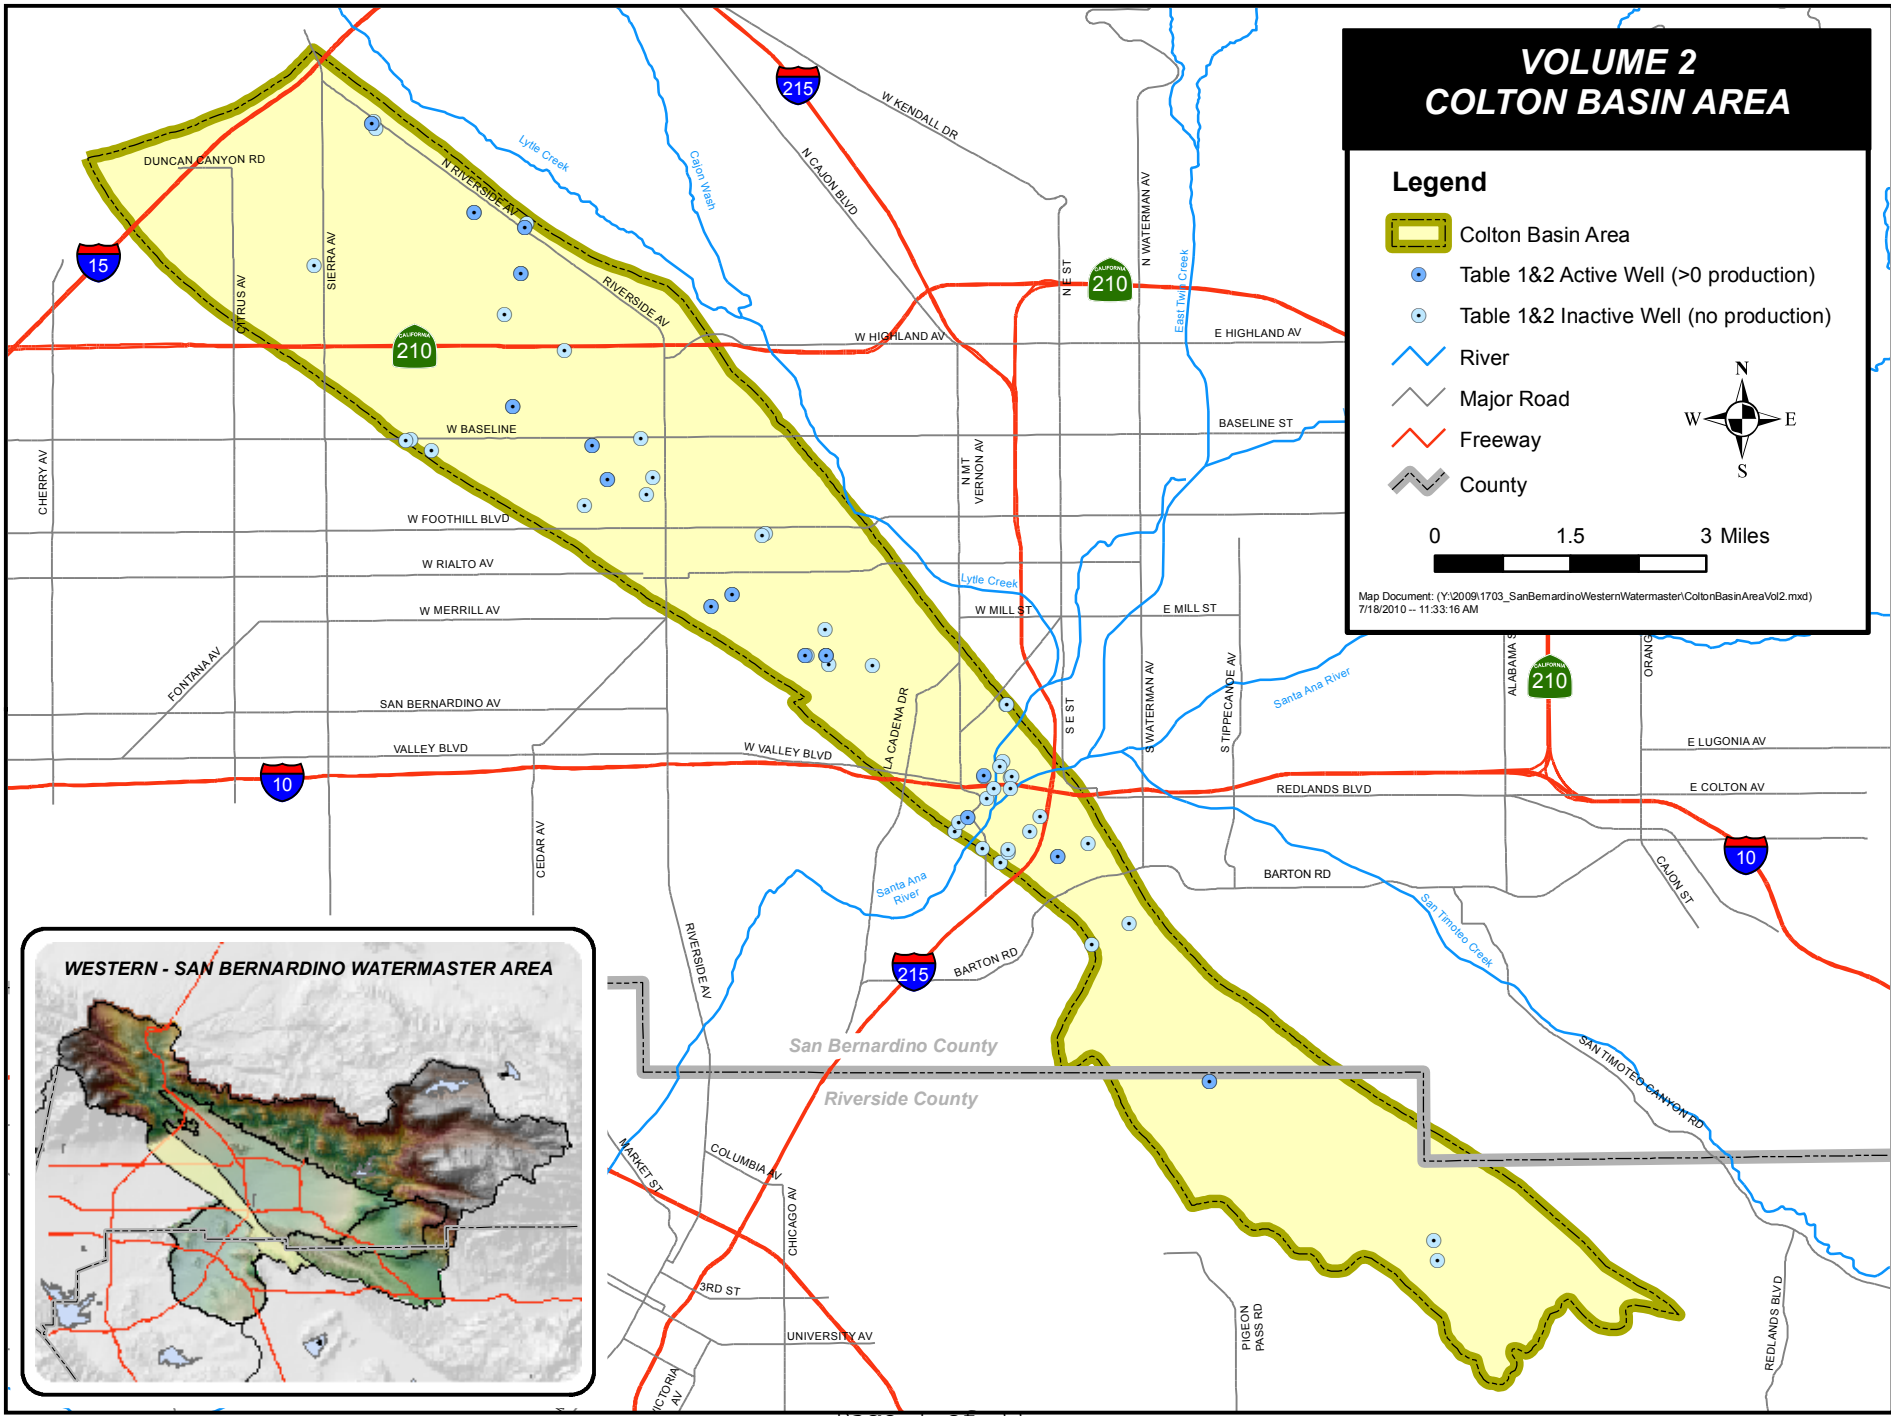 VOLUME 2
COLTON BASIN AREA
Legend
Colton Basin Area
Table 1&2 Active Well (>0 production)
Table 1&2 Inactive Well (no production)
River
Major Road
Freeway
County
N
W E
S
0 1.5 3 Miles
Map Document: (Y:\2009\1703_SanBernardinoWesternWatermaster\ColtonBasinAreaVol2.mxd)
7/18/2010 -- 11:33:16 AM
215
W KENDALL DR
N CAJON BLVD
Lytle Creek
Cajon Wash
DUNCAN CANYON RD
N RIVERSIDE AV
N WATERMAN AV
East Twin Creek
15
SIERRA AV
CITRUS AV
RIVERSIDE AV
N E ST
CALIFORNIA
210
CALIFORNIA
210
W HIGHLAND AV
E HIGHLAND AV
W BASELINE
BASELINE ST
CHERRY AV
N MT
VERNON AV
W FOOTHILL BLVD
W RIALTO AV
Lytle Creek
W MERRILL AV
W MILL ST
E MILL ST
FONTANA AV
SAN BERNARDINO AV
LA CADENA DR
S E ST
S WATERMAN AV
S TIPPECANOE AV
Santa Ana River
ALABAMA S
CALIFORNIA
210
ORANG
VALLEY BLVD
W VALLEY BLVD
E LUGONIA AV
10
REDLANDS BLVD
E COLTON AV
CEDAR AV
10
CAJON ST
BARTON RD
Santa Ana
River
San Timoteo Creek
RIVERSIDE AV
215
BARTON RD
SAN TIMOTEO CANYON RD
San Bernardino County
Riverside County
MARKET ST
COLUMBIA AV
CHICAGO AV
3RD ST
UNIVERSITY AV
VICTORIA
AV
PIGEON
PASS RD
REDLANDS BLVD
WESTERN - SAN BERNARDINO WATERMASTER AREA